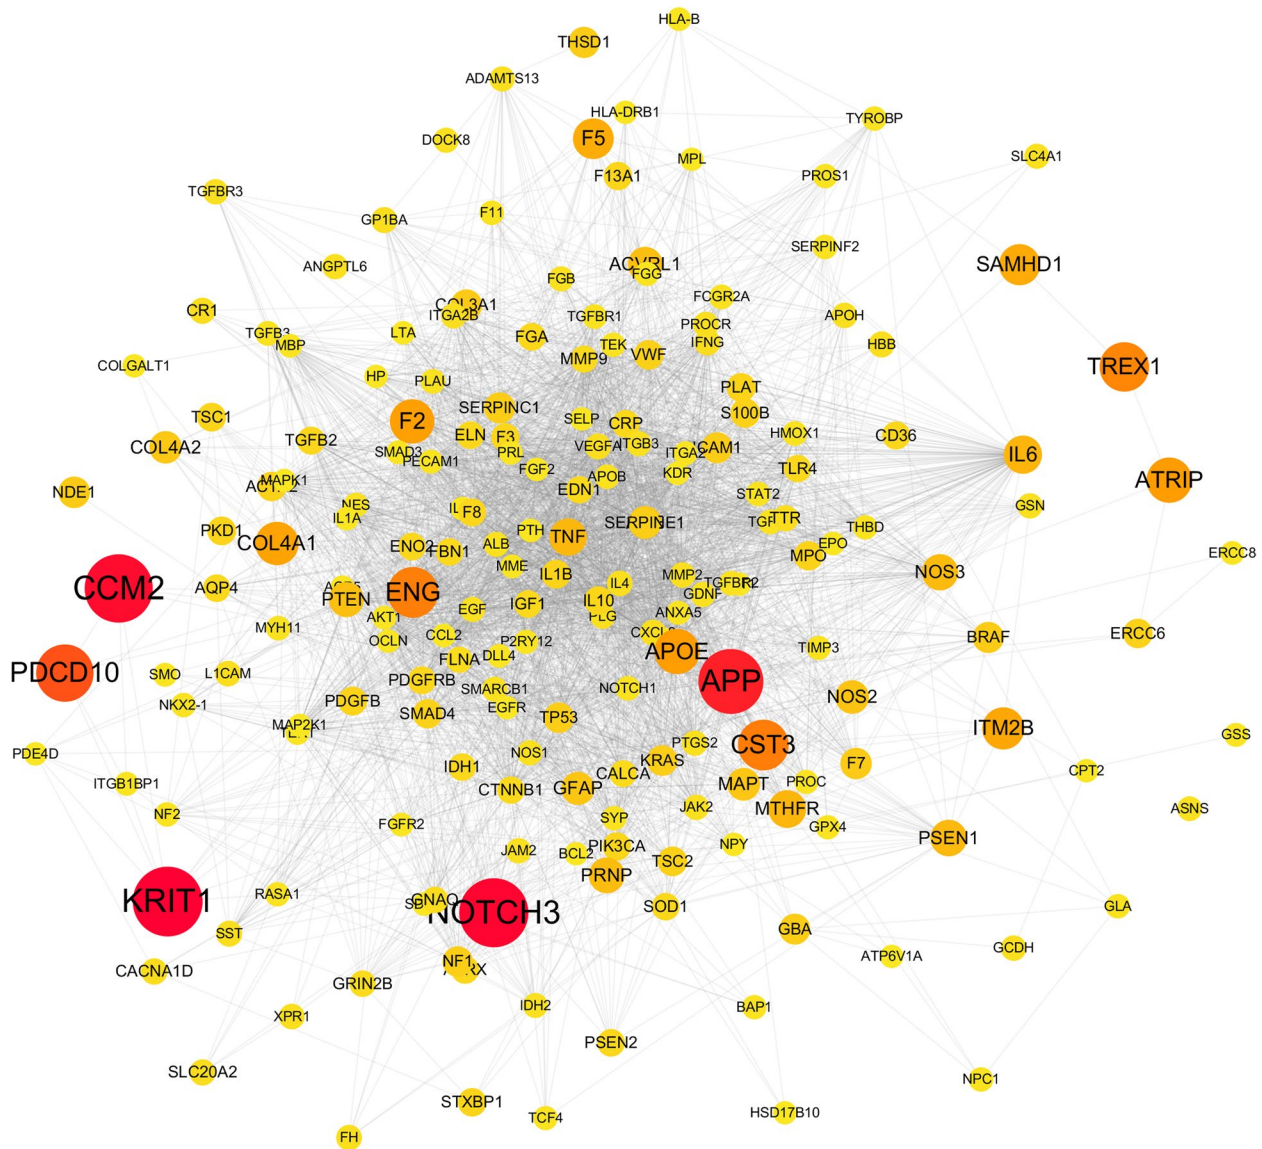 HLA-B
THSD1
ADAMTS13
HLA-DRB1
TYROBP
DOCK8
F5
MPL
SLC4A1
F13A1
PROS1
TGFBR3
GP1BA
F11
SERPINF2
ANGPTL6
ACVRL1
FGG
SAMHD1
FGB
FCGR2A
CR1
COL3A1
ITGA2B
TGFBR1
PROCR
APOH
TGFB3
LTA
FGA
TEK
IFNG
HBB
MBP
MMP9
VWF
COLGALT1
HP
PLAU
PLAT
TREX1
TSC1
F2
SERPINC1
SELP
CRP
S100B
COL4A2
TGFB2
ELN
F3
VEGFA
ITGB3
ICAM1
HMOX1
CD36
SMAD3
PRL
ITGA2
IL6
PECAM1
FGF2
APOB
KDR
TLR4
MAPK1
NDE1
EDN1
STAT2
ATRIP
NES
GSN
IL1A
F8
SERPINE1
TTR
THBD
PKD1
PTH
TNF
EPO
COL4A1
ENO2
FBN1
ALB
MPO
ERCC8
MME
IL1B
MMP2
NOS3
CCM2
AQP4
PTEN
ENG
IL4
TGFBR2
GDNF
EGF
IGF1
IL10
PLG
ANXA5
AKT1
MYH11
OCLN
CCL2
P2RY12
BRAF
ERCC6
PDCD10
SMO
L1CAM
FLNA
DLL4
APOE
TIMP3
PDGFRB
SMARCB1
NOTCH1
APP
NKX2-1
PDGFB
EGFR
NOS2
MAP2K1
SMAD4
TP53
ITM2B
PDE4D
NOS1
PTGS2
CST3
GSS
IDH1
KRAS
F7
CPT2
ITGB1BP1
CTNNB1
GFAP
CALCA
MAPT
PROC
NF2
FGFR2
SYP
JAK2
MTHFR
GPX4
ASNS
JAM2
BCL2
PIK3CA
NPY
PSEN1
TSC2
PRNP
KRIT1
RASA1
GNAQ
NOTCH3
SOD1
GLA
SST
GBA
GCDH
CACNA1D
NF1
ATP6V1A
GRIN2B
IDH2
BAP1
XPR1
PSEN2
SLC20A2
NPC1
STXBP1
TCF4
HSD17B10
FH